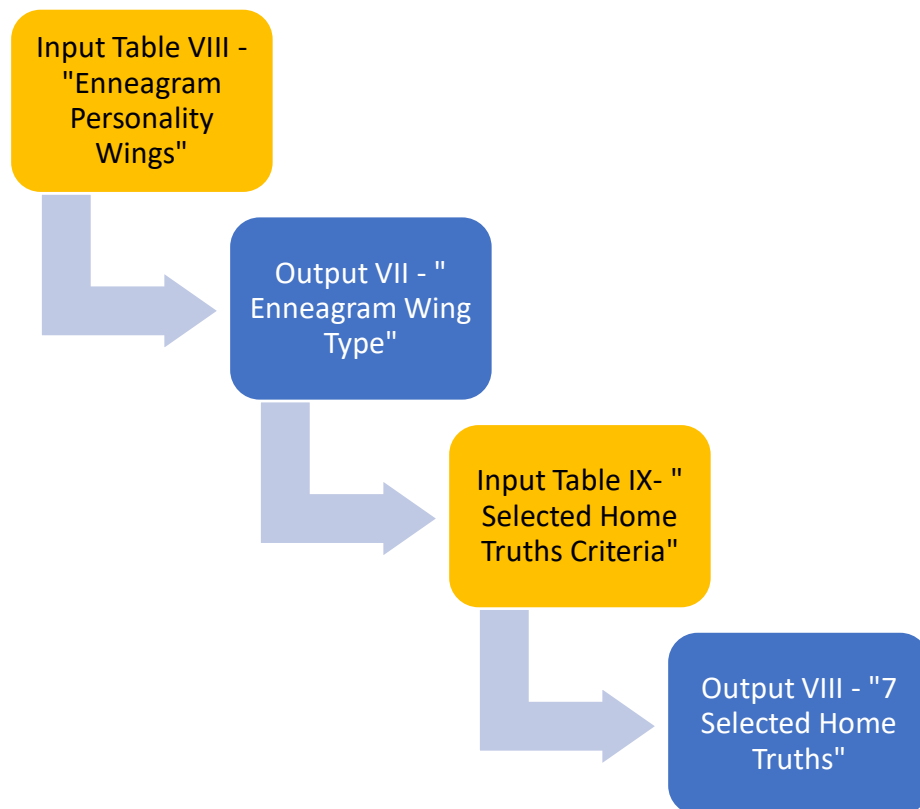 Input Table VIII -
"Enneagram
Personality
Wings"
Output VII - "
Enneagram Wing
Type"
Input Table IX- "
Selected Home
Truths Criteria"
Output VIII - "7
Selected Home
Truths"